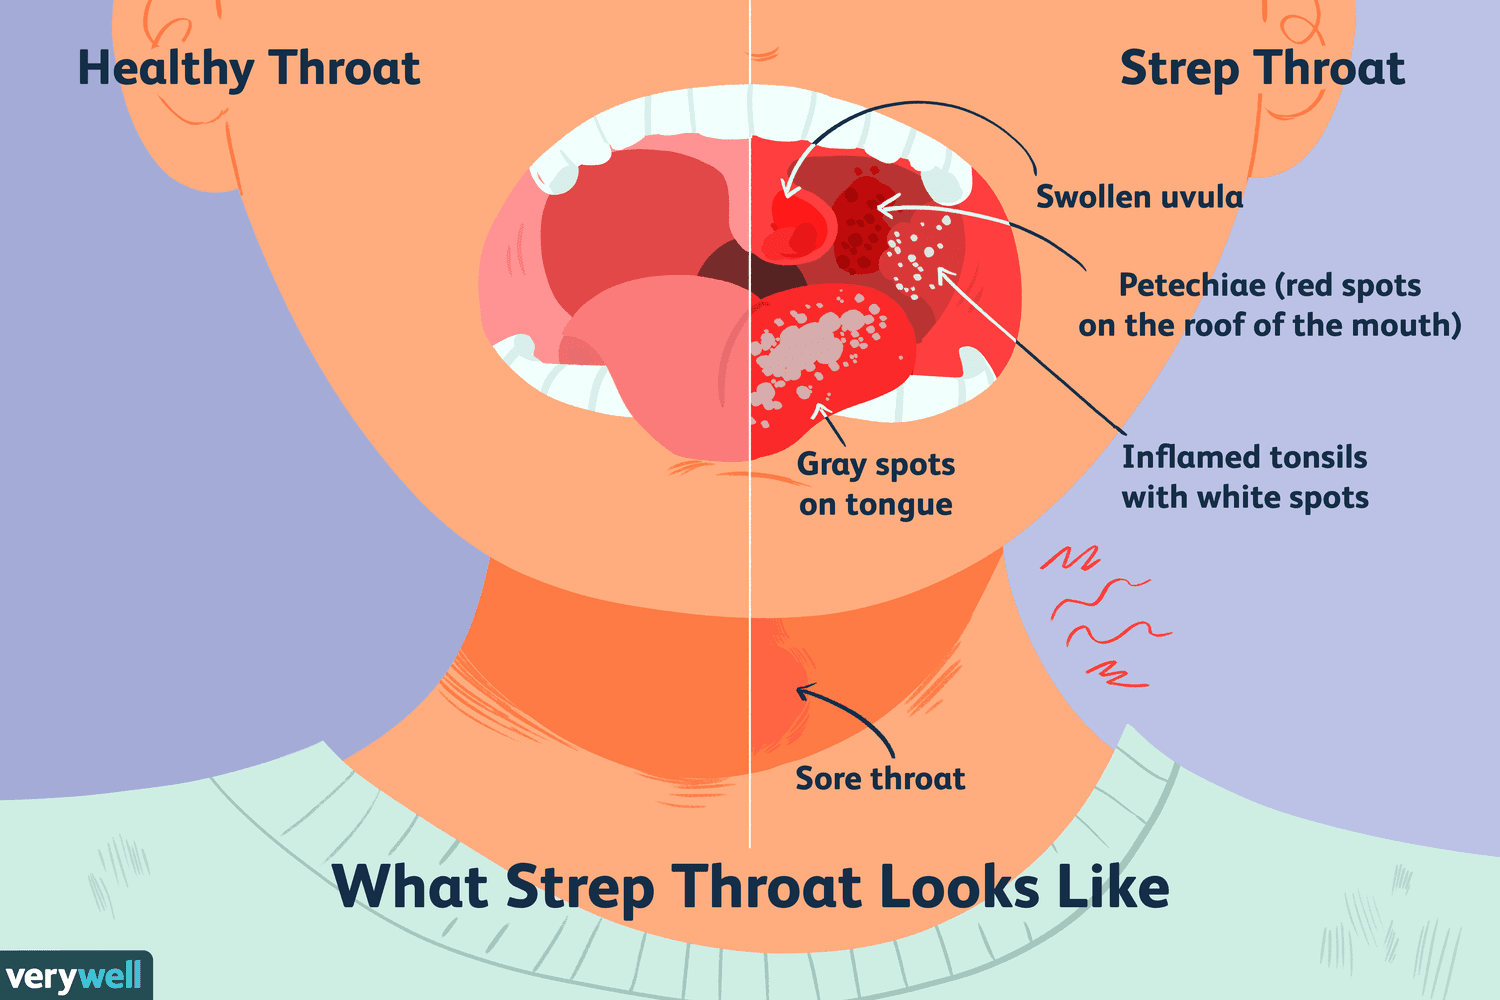 Healthy Throat
Strep Throat
Swollen uvula
Petechiae (red spots
on the roof of the mouth)
Inflamed tonsils
with white spots
Gray spots
on tongue
Sore throat
What Strep Throat Looks Like
verywell